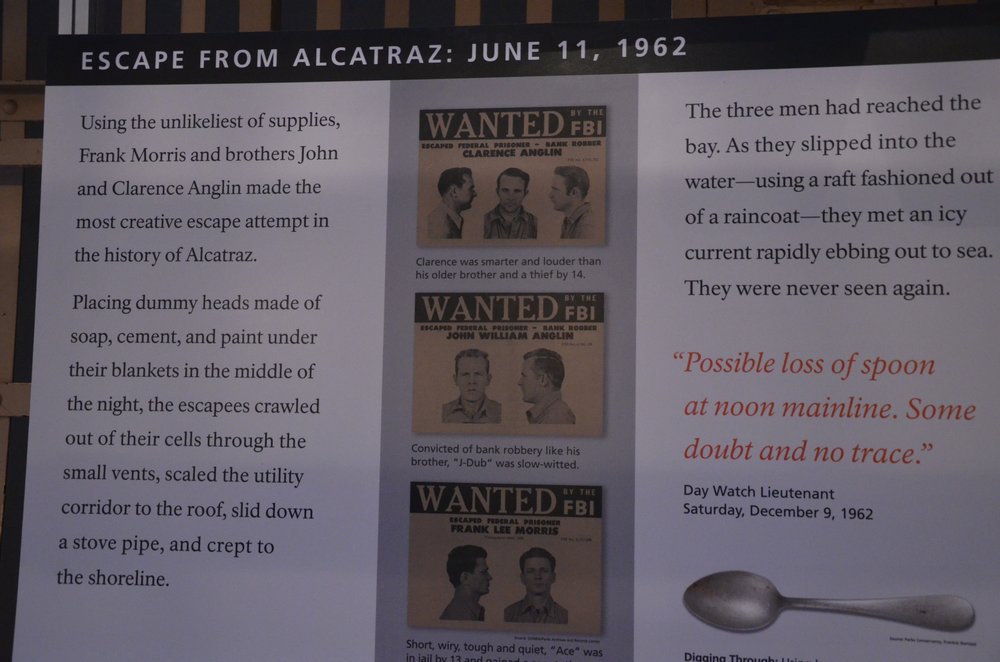 ESCAPE FROM ALCATRAZ: JUNE 11, 1962
Using the unlikeliest of supplies,
Frank Morris and brothers John
and Clarence Anglin made the
most creative escape attempt in
the history of Alcatraz.
Placing dummy heads made of
soap, cement, and paint under
their blankets in the middle of
the night, the escapees crawled
out of their cells through the
small vents, scaled the utility
corridor to the roof, slid down
a stove pipe, and crept to
the shoreline.
WANTED BY THE FBI
ESCAPED FEDERAL PRISONER - BANK ROBBER
CLARENCE ANGLIN
Clarence was smarter and louder than
his older brother and a thief by 14.
WANTED BY THE FBI
ESCAPED FEDERAL PRISONER - BANK ROBBER
JOHN WILLIAM ANGLIN
Convicted of bank robbery like his
brother, "J-Dub" was slow-witted.
WANTED BY THE FBI
ESCAPED FEDERAL PRISONER
FRANK LEE MORRIS
Short, wiry, tough and quiet, "Ace" was
in jail by 13 and gained
The three men had reached the
bay. As they slipped into the
water—using a raft fashioned out
of a raincoat—they met an icy
current rapidly ebbing out to sea.
They were never seen again.
“Possible loss of spoon
at noon mainline. Some
doubt and no trace.”
Day Watch Lieutenant
Saturday, December 9, 1962
Digging Through: